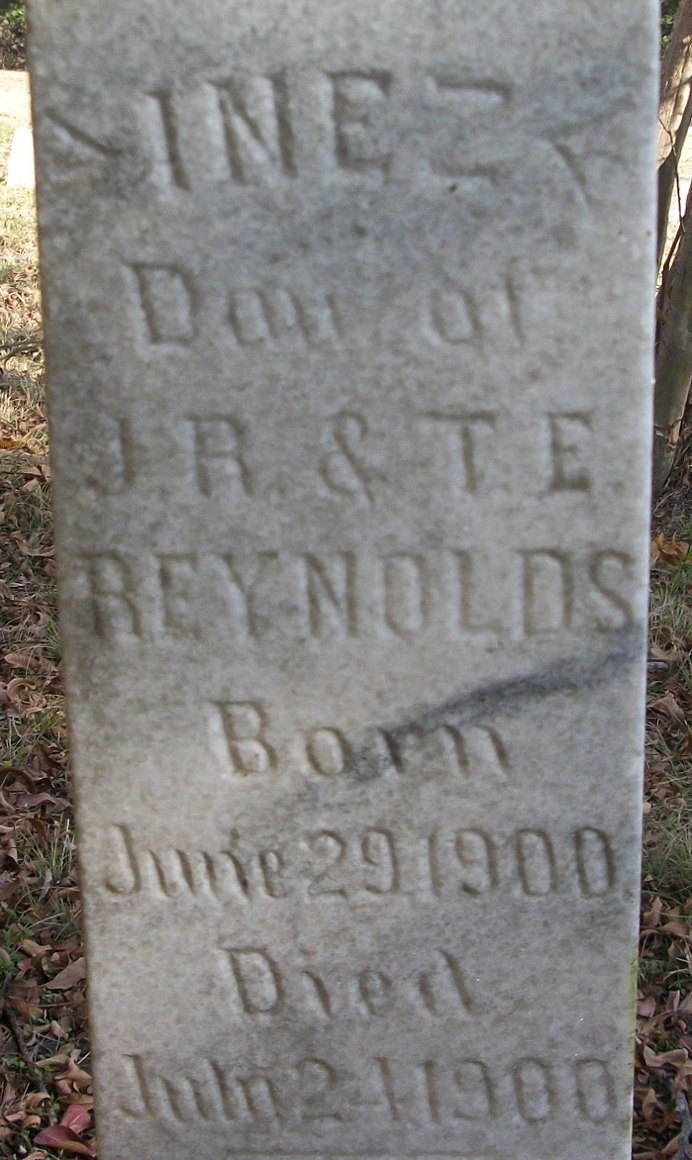 INEZ
Dau of
J.R. & T.E.
REYNOLDS
Born
June 29, 1900
Died
July 24, 1900